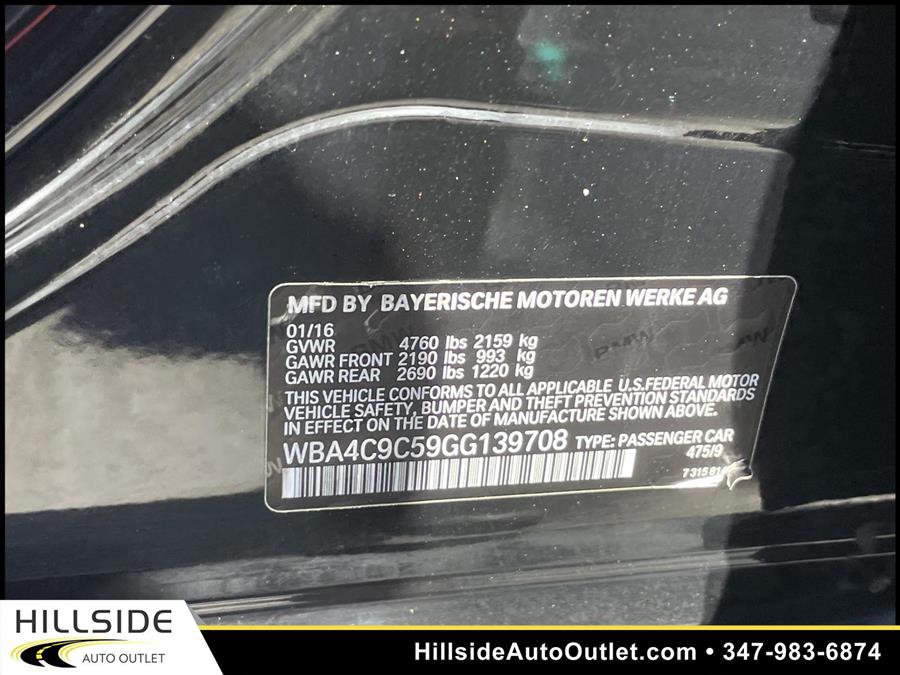 MFD BY BAYERISCHE MOTOREN WERKE AG
01/16
GVWR 4760 lbs 2159 kg
GAWR FRONT 2190 lbs 993 kg
GAWR REAR 2690 lbs 1220 kg
THIS VEHICLE CONFORMS TO ALL APPLICABLE U.S.FEDERAL MOTOR
VEHICLE SAFETY, BUMPER AND THEFT PREVENTION STANDARDS
IN EFFECT ON THE DATE OF MANUFACTURE SHOWN ABOVE.
WBA4C9C59GG139708 TYPE: PASSENGER CAR
475/9
HILLSIDE
AUTO OUTLET
HillsideAutoOutlet.com • 347-983-6874